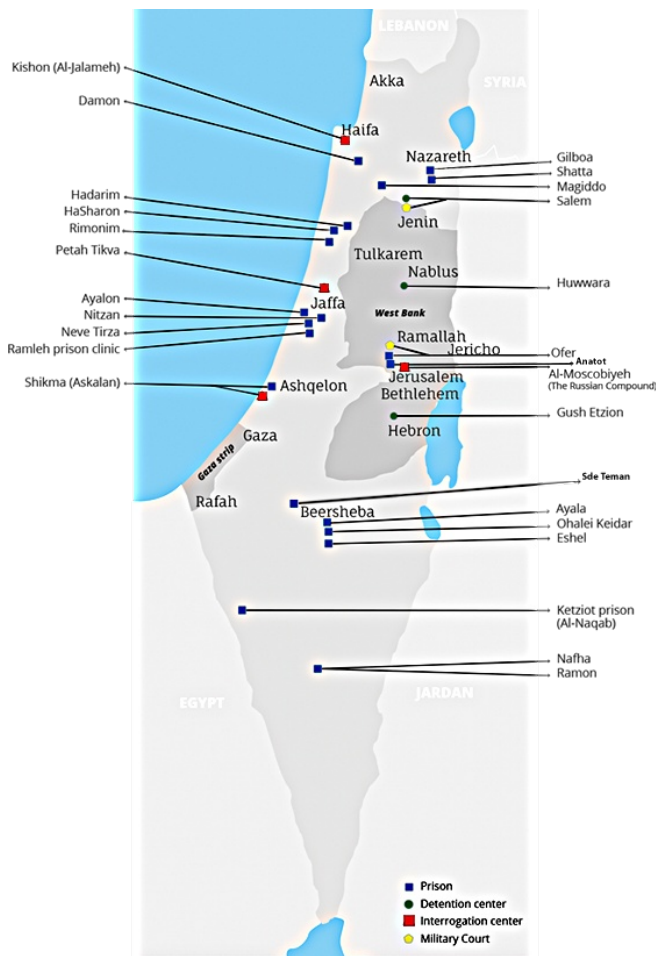 LEBANON
SYRIA
Kishon (Al-Jalameh)
Damon
Akka
Haifa
Nazareth
Gilboa
Shatta
Magiddo
Salem
Hadarim
HaSharon
Rimonim
Petah Tikva
Jenin
Tulkarem
Nablus
Huwwara
Jaffa
West Bank
Ayalon
Nitzan
Neve Tirza
Ramleh prison clinic
Ramallah
Jericho
Ofer
Anatot
Al-Moscobiyeh
(The Russian Compound)
Jerusalem
Bethlehem
Shikma (Askalan)
Ashqelon
Gush Etzion
Hebron
Gaza
Gaza strip
Rafah
Sde Teman
Beersheba
Ayala
Ohalei Keidar
Eshel
Ketziot prison
(Al-Naqab)
Nafha
Ramon
EGYPT
JARDAN
Prison
Detention center
Interrogation center
Military Court